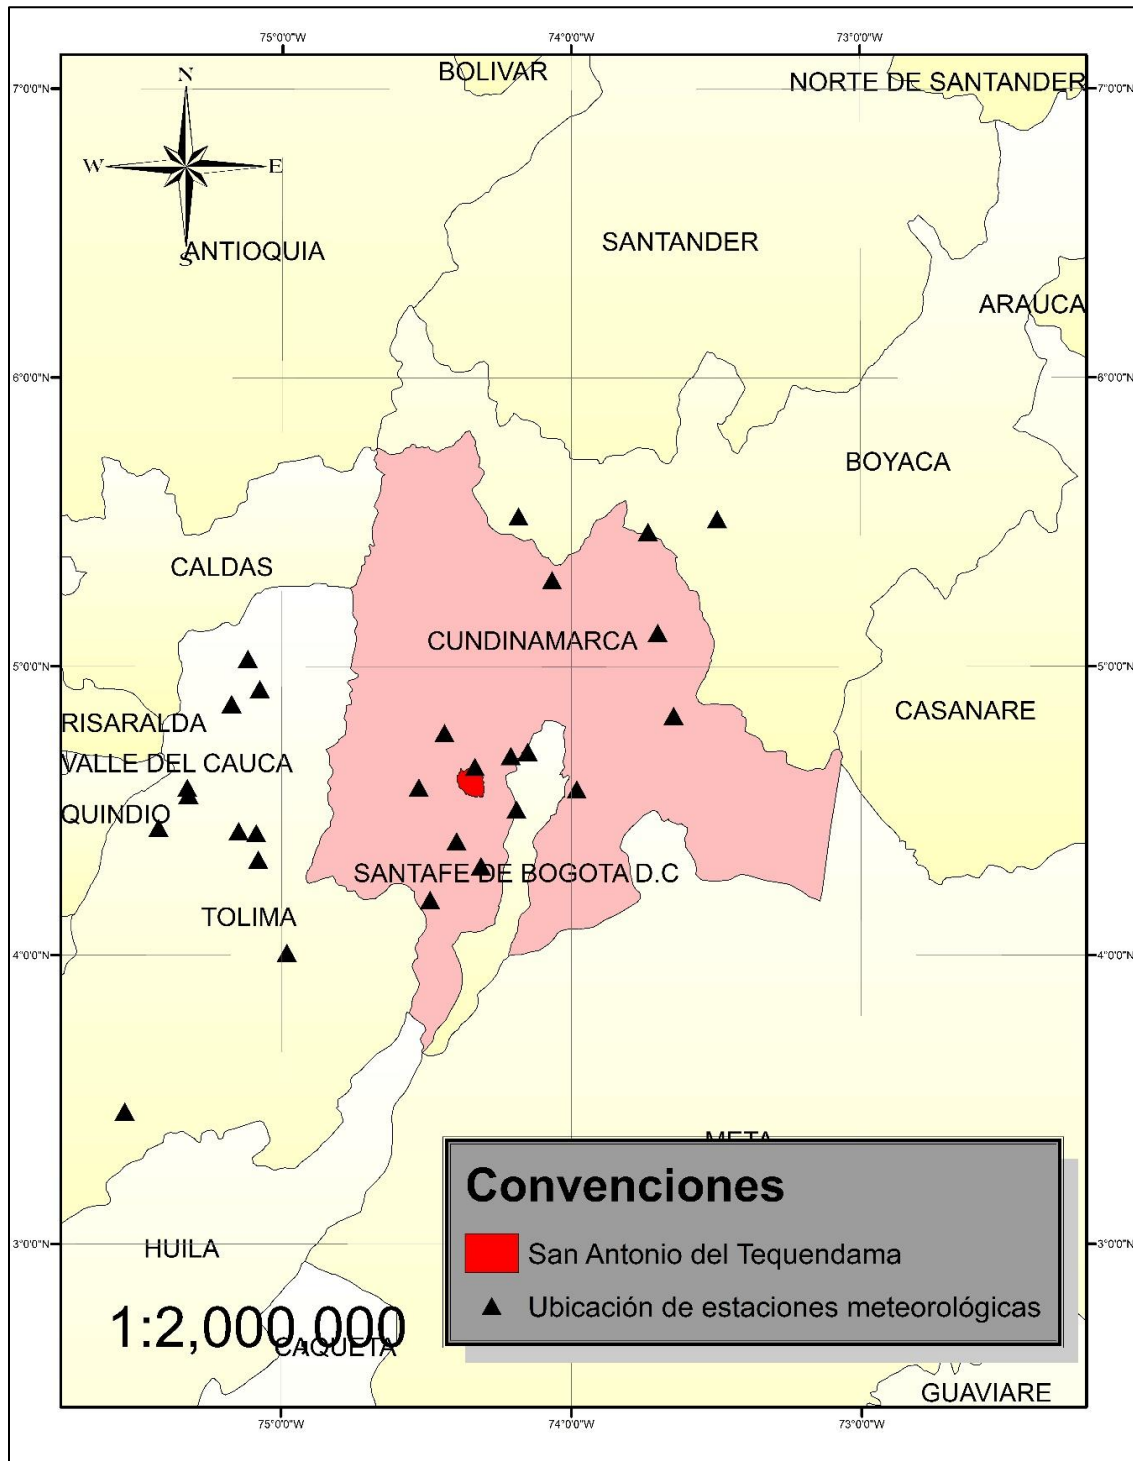 75°0'0"W 74°0'0"W 73°0'0"W
BOLIVAR
NORTE DE SANTANDER
7°0'0"N 7°0'0"N
N
W E
S
ANTIOQUIA
SANTANDER
ARAUCA
6°0'0"N 6°0'0"N
BOYACA
CALDAS
CUNDINAMARCA
5°0'0"N 5°0'0"N
RISARALDA
CASANARE
VALLE DEL CAUCA
QUINDIO
SANTAFE DE BOGOTA D.C
TOLIMA
4°0'0"N 4°0'0"N
META
Convenciones
San Antonio del Tequendama
Ubicación de estaciones meteorológicas
3°0'0"N 3°0'0"N
HUILA
1:2,000,000
CAQUETA
GUAVIARE
75°0'0"W 74°0'0"W 73°0'0"W